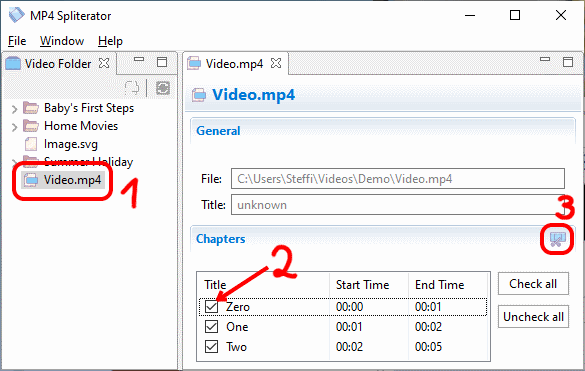 MP4 Spliterator
File Window Help
Video Folder
Baby's First Steps
Home Movies
Image.svg
Summer Holiday
Video.mp4
1
Video.mp4
Video.mp4
General
File: C:\Users\Steffi\Videos\Demo\Video.mp4
Title: unknown
3
Chapters
2
Title Start Time End Time
Zero 00:00 00:01
One 00:01 00:02
Two 00:02 00:05
Check all
Uncheck all